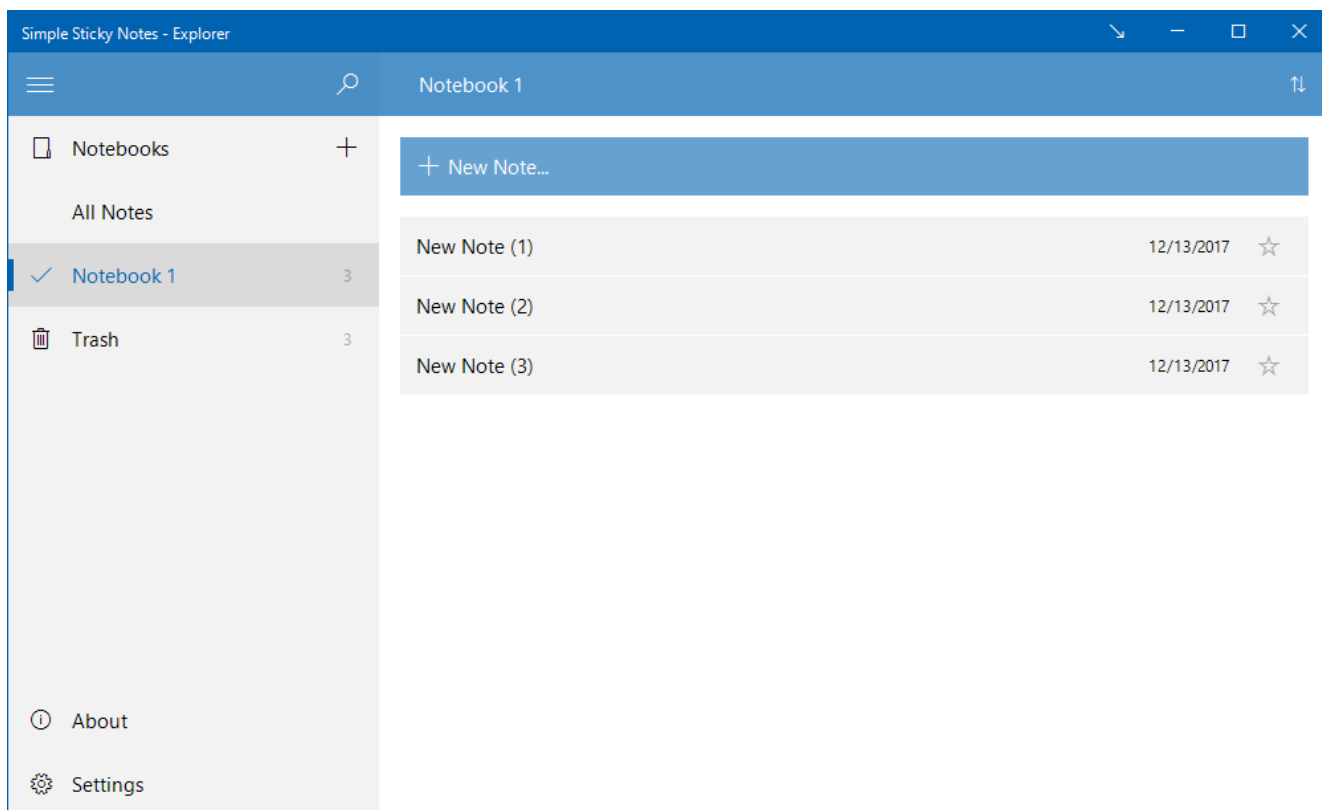 Simple Sticky Notes - Explorer
Notebook 1
Notebooks
All Notes
Notebook 1 3
Trash 3
About
Settings
New Note...
New Note (1) 12/13/2017
New Note (2) 12/13/2017
New Note (3) 12/13/2017